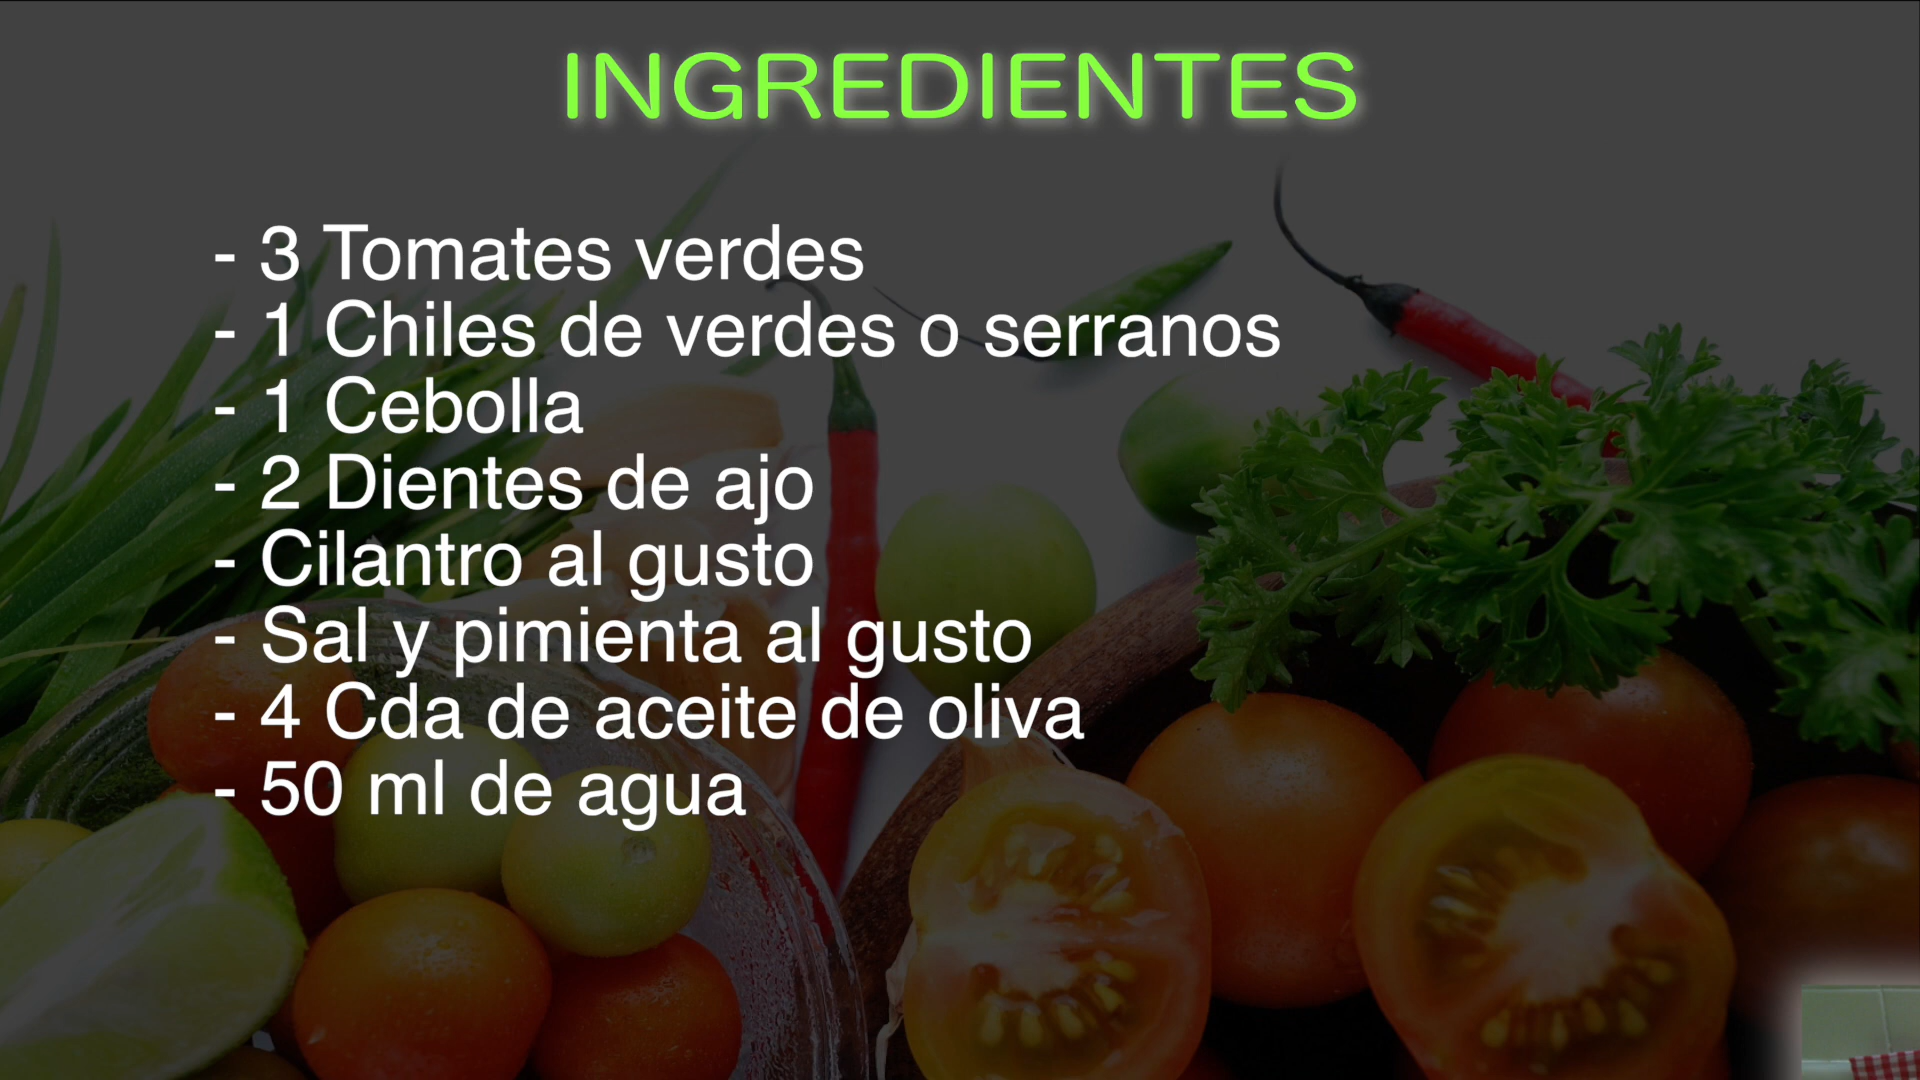 INGREDIENTES
- 3 Tomates verdes
- 1 Chiles de verdes o serranos
- 1 Cebolla
- 2 Dientes de ajo
- Cilantro al gusto
- Sal y pimienta al gusto
- 4 Cda de aceite de oliva
- 50 ml de agua